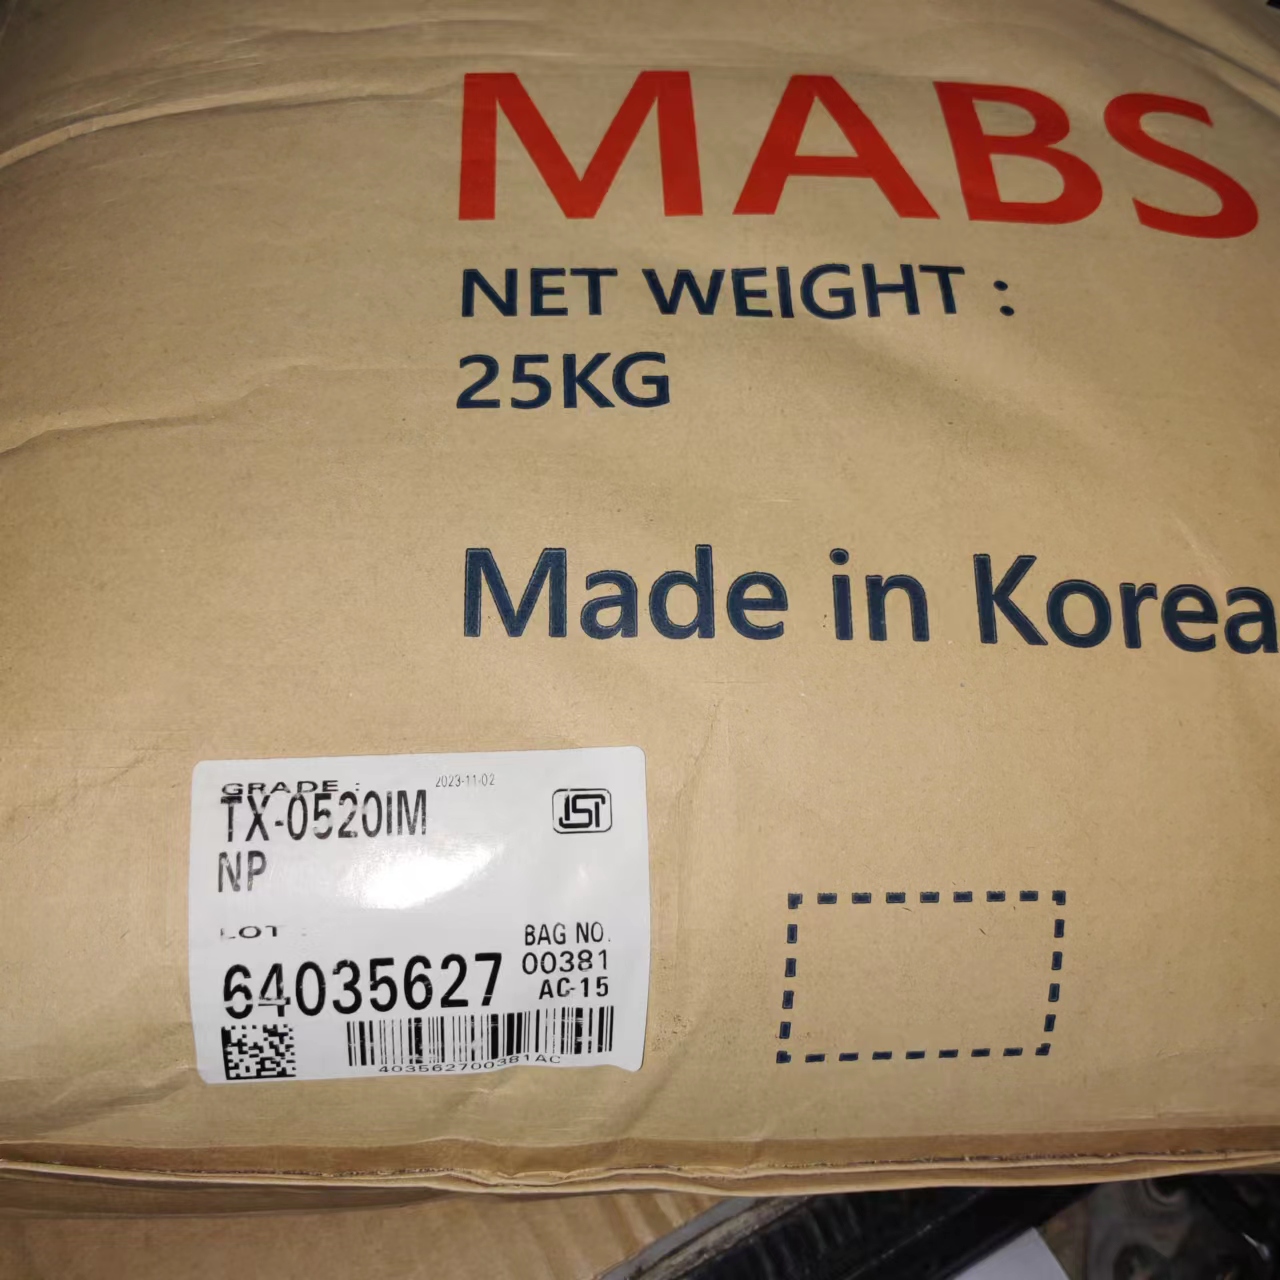 MABS
NET WEIGHT :
25KG
Made in Korea
GRADE :
2023-11-02
TX-0520IM
NP
LOT :
64035627
BAG NO.
00381
AC-15
403562700381AC